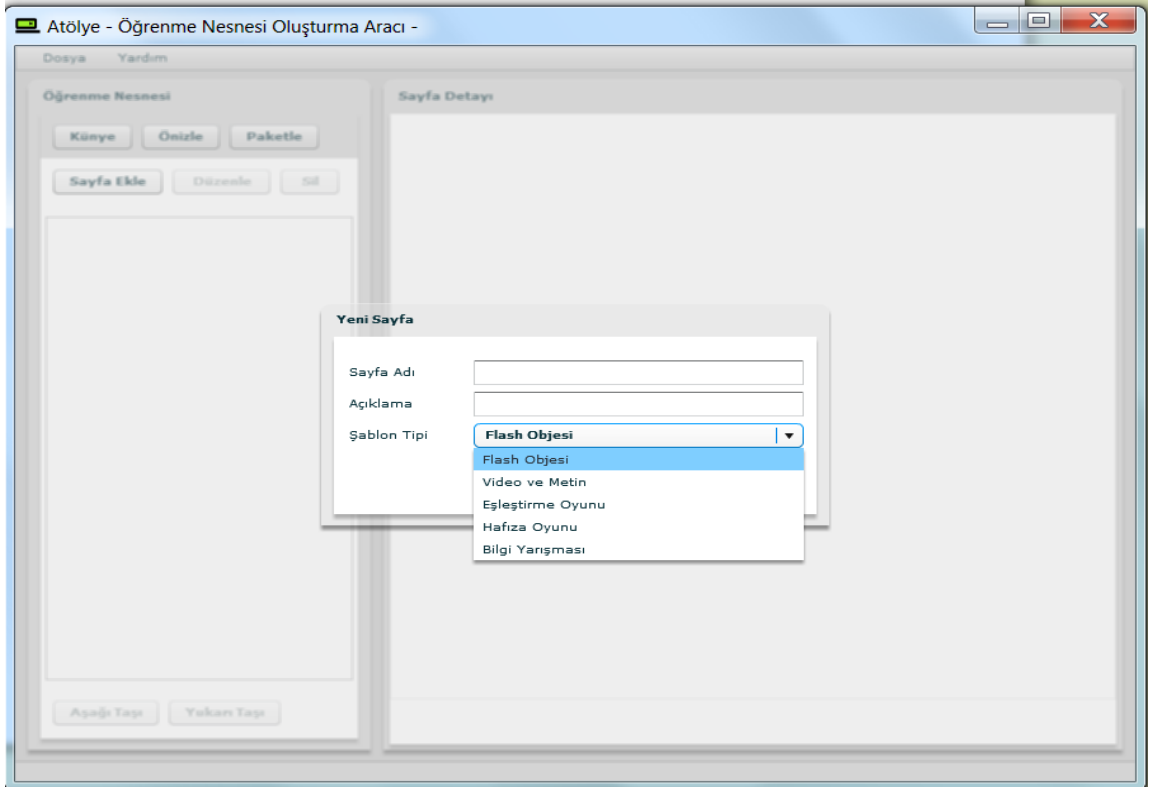 Atölye - Öğrenme Nesnesi Oluşturma Aracı -
Dosya Yardım
Öğrenme Nesnesi
Sayfa Detayı
Künye Önizle Paketle
Sayfa Ekle Düzenle Sil
Yeni Sayfa
Sayfa Adı
Açıklama
Şablon Tipi Flash Objesi
Flash Objesi
Video ve Metin
Eşleştirme Oyunu
Hafıza Oyunu
Bilgi Yarışması
Aşağı Taşı Yukarı Taşı